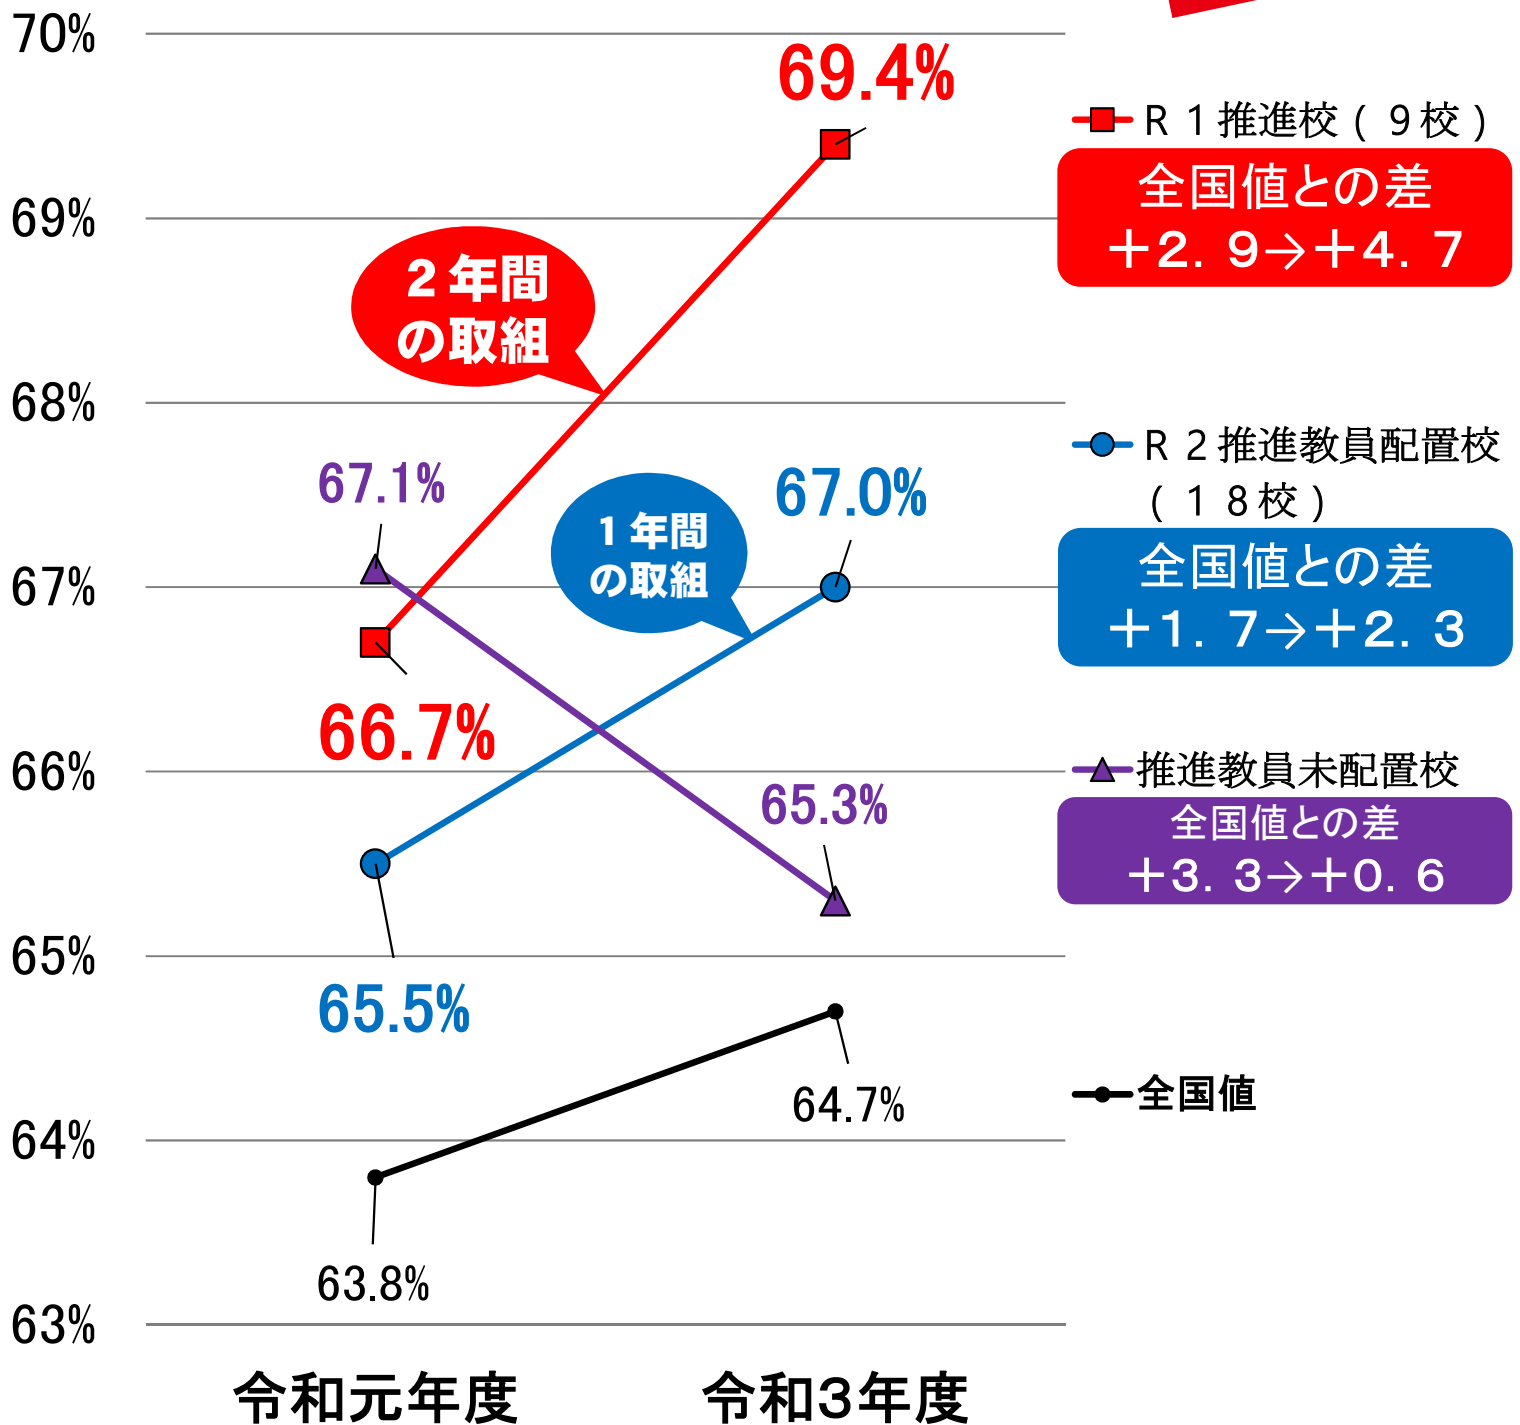 70%
69%
68%
67%
66%
65%
64%
63%
69.4%
2年間
の取組
67.1%
1年間
の取組
67.0%
66.7%
65.3%
65.5%
64.7%
63.8%
令和元年度
令和3年度
R1推進校(9校)
全国値との差
+2.9→+4.7
R2推進教員配置校
(18校)
全国値との差
+1.7→+2.3
推進教員未配置校
全国値との差
+3.3→+0.6
全国値